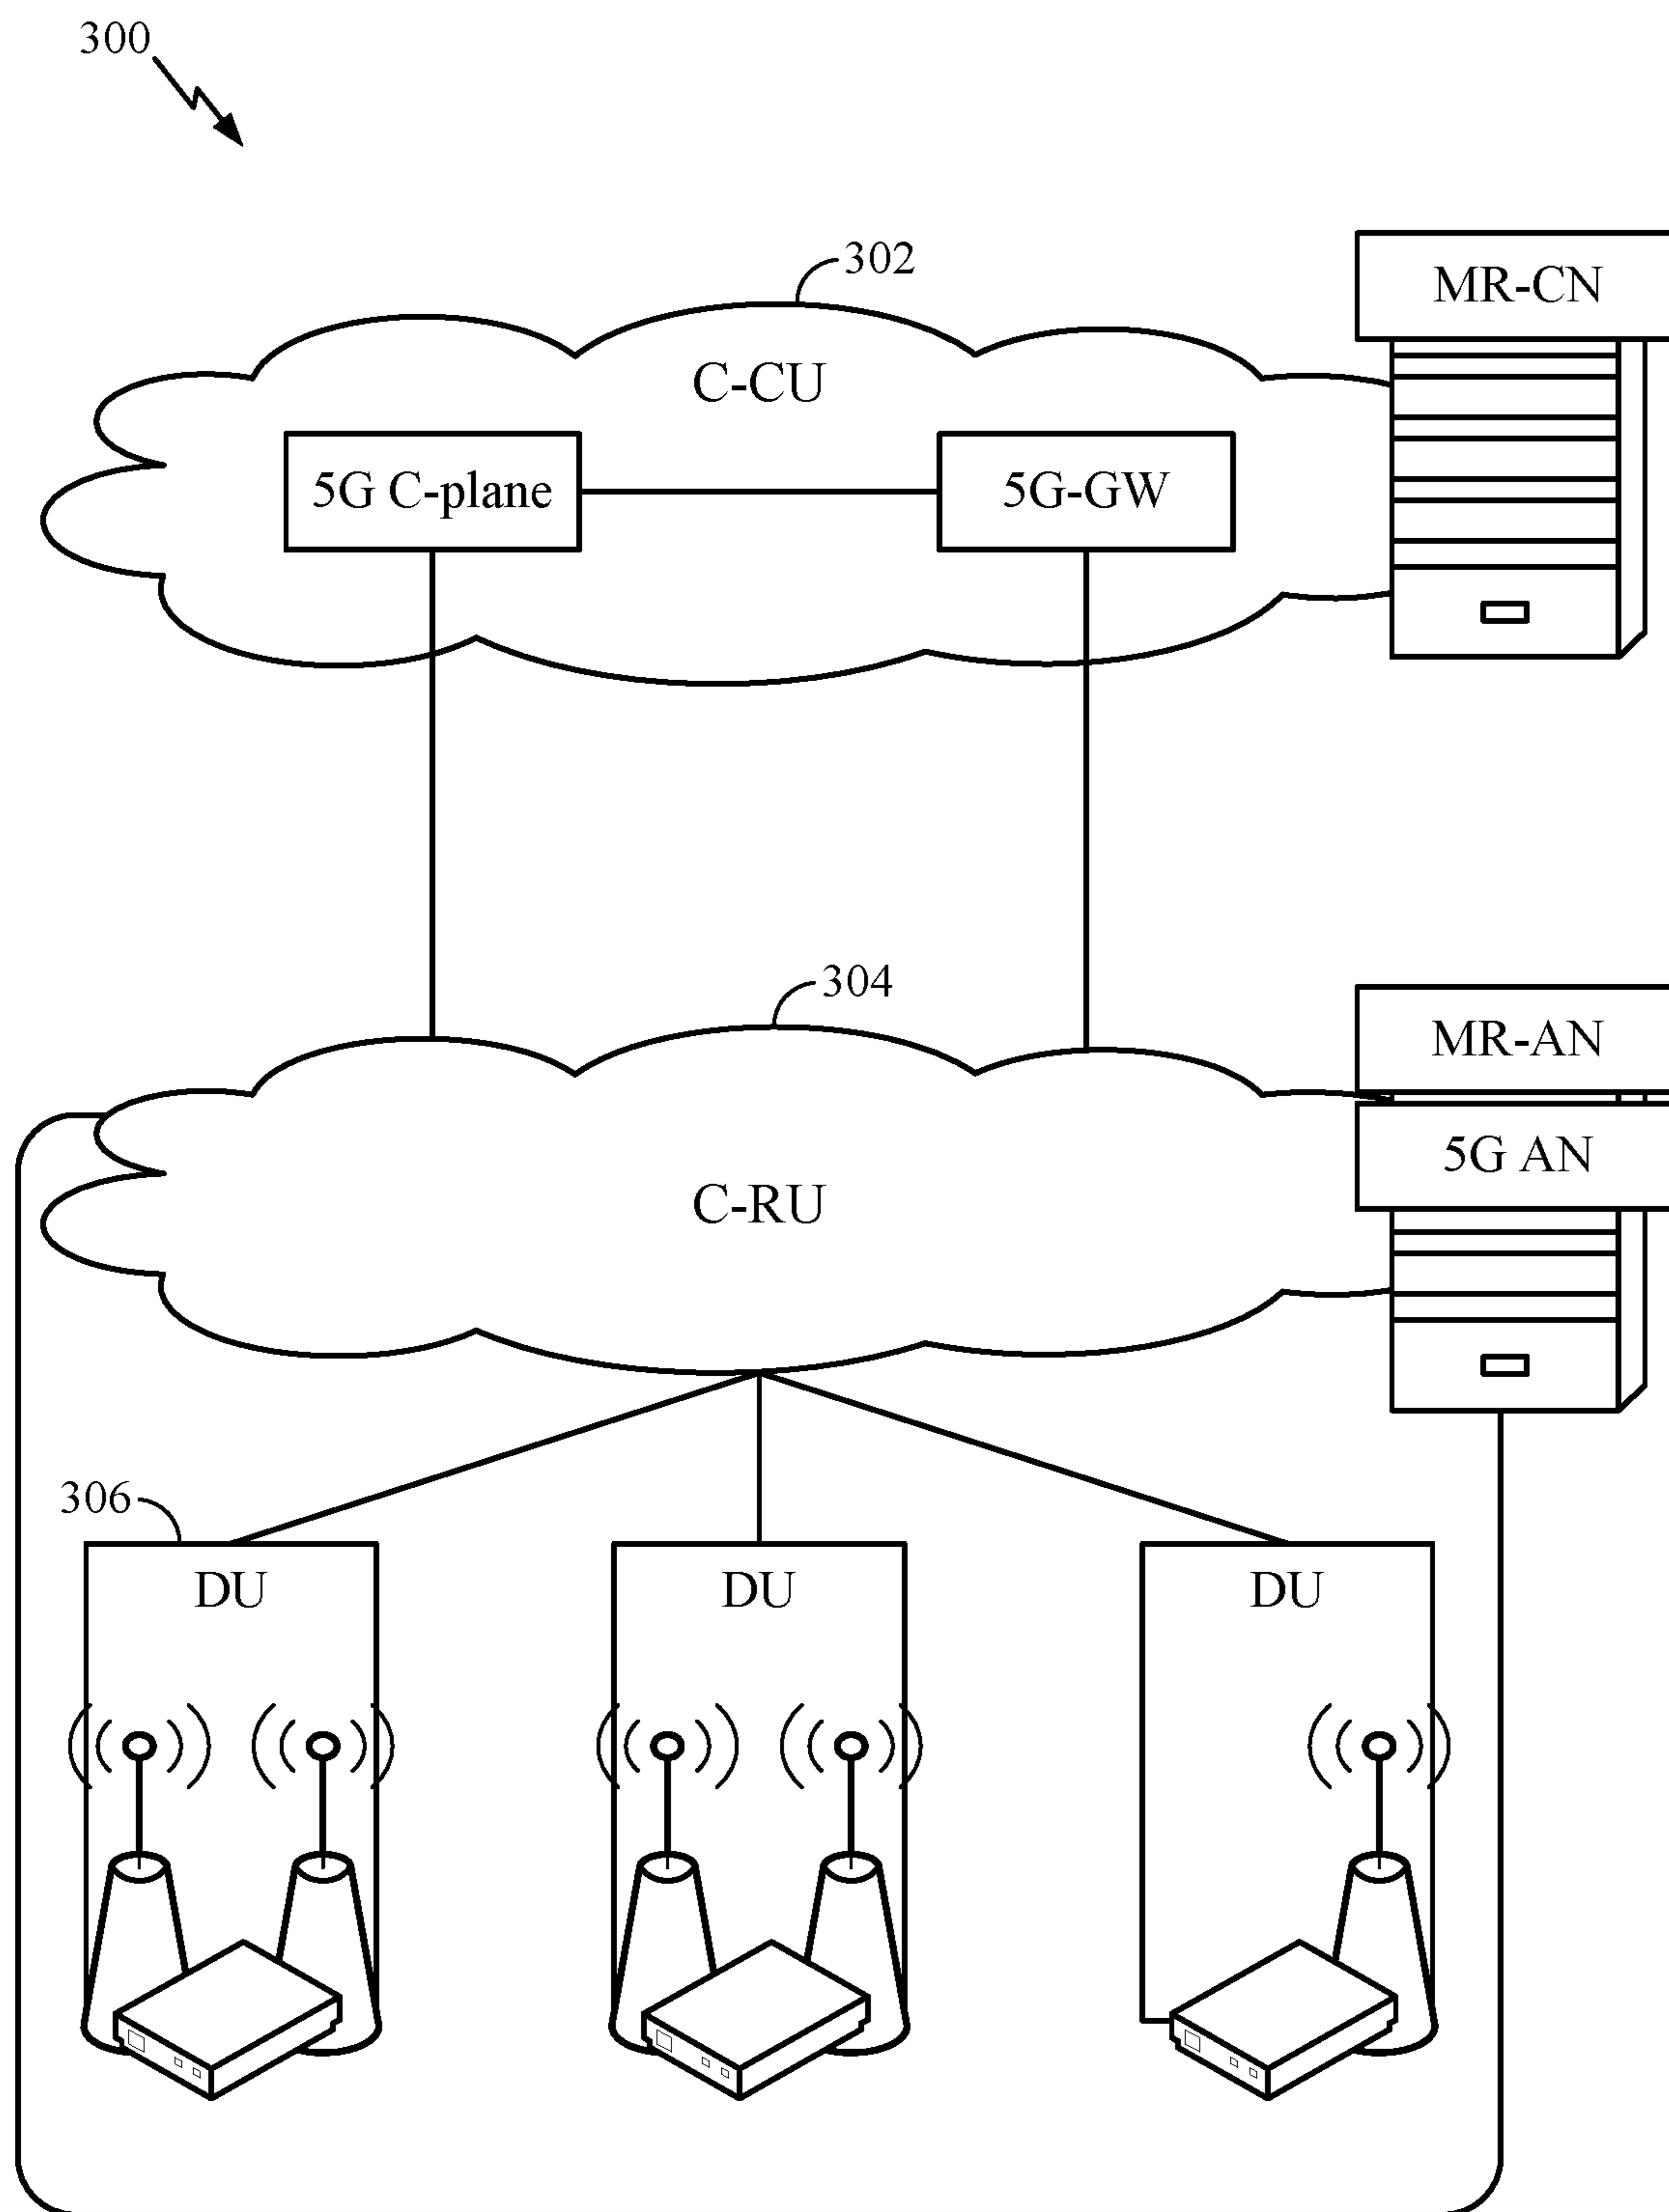 300
302
MR-CN
C-CU
5G C-plane
5G-GW
304
MR-AN
5G AN
C-RU
306
DU
DU
DU